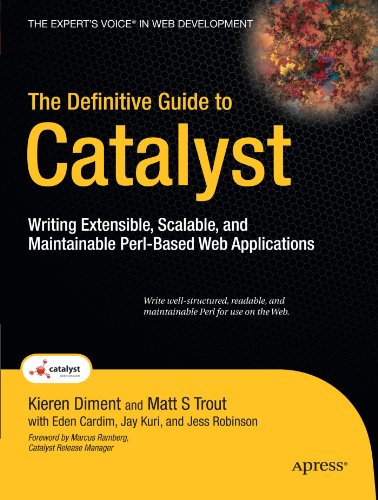 THE EXPERT'S VOICE® IN WEB DEVELOPMENT
The Definitive Guide to
Catalyst
Writing Extensible, Scalable, and
Maintainable Perl-Based Web Applications
Write well-structured, readable, and
maintainable Perl for use on the Web.
catalyst
Kieren Diment and Matt S Trout
with Eden Cardim, Jay Kuri, and Jess Robinson
Foreword by Marcus Ramberg,
Catalyst Release Manager
Apress®